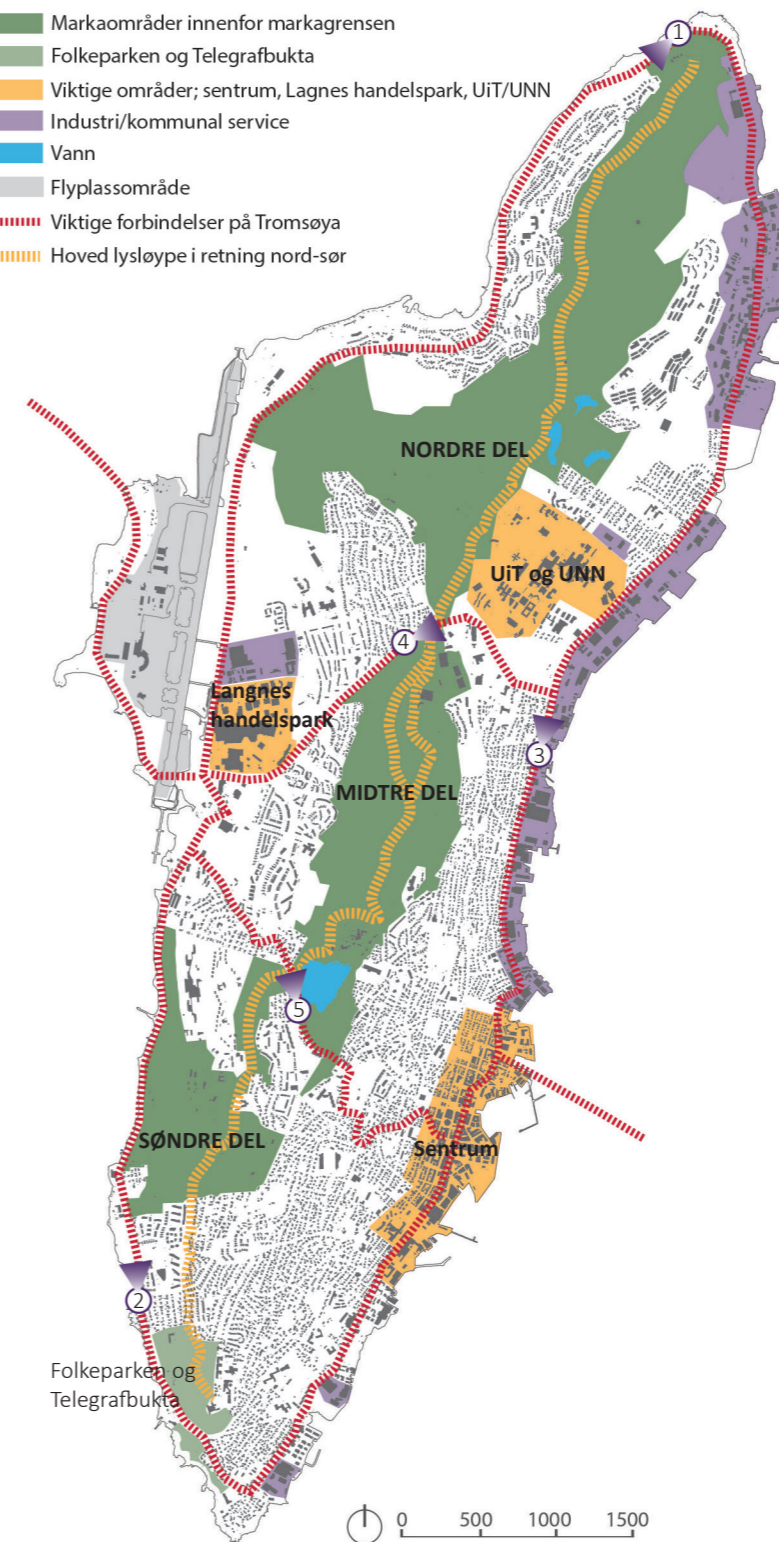 Markaområder innenfor markagrensen
Folkeparken og Telegrafbukta
Viktige områder; sentrum, Lagnes handelspark, UiT/UNN
Industri/kommunal service
Vann
Flyplassområde
Viktige forbindelser på Tromsøya
Hoved lysløype i retning nord-sør
1
NORDRE DEL
UiT og UNN
4
Langnes
handelspark
3
MIDTRE DEL
5
SØNDRE DEL
Sentrum
2
Folkeparken og
Telegrafbukta
0 500 1000 1500